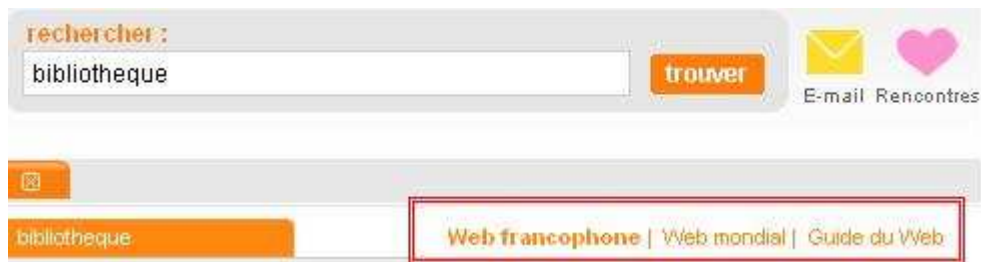 rechercher :
bibliotheque
trouver
E-mail Rencontres
bibliotheque
Web francophone | Web mondial | Guide du Web